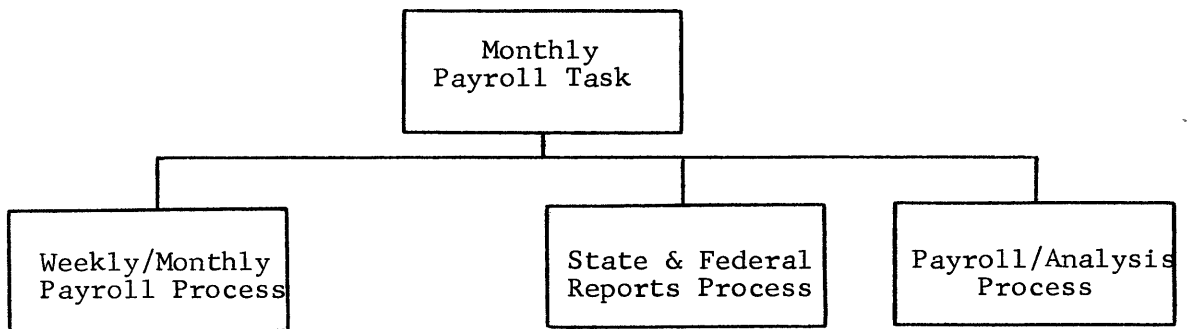 Monthly
Payroll Task
Weekly/Monthly
Payroll Process
State & Federal
Reports Process
Payroll/Analysis
Process